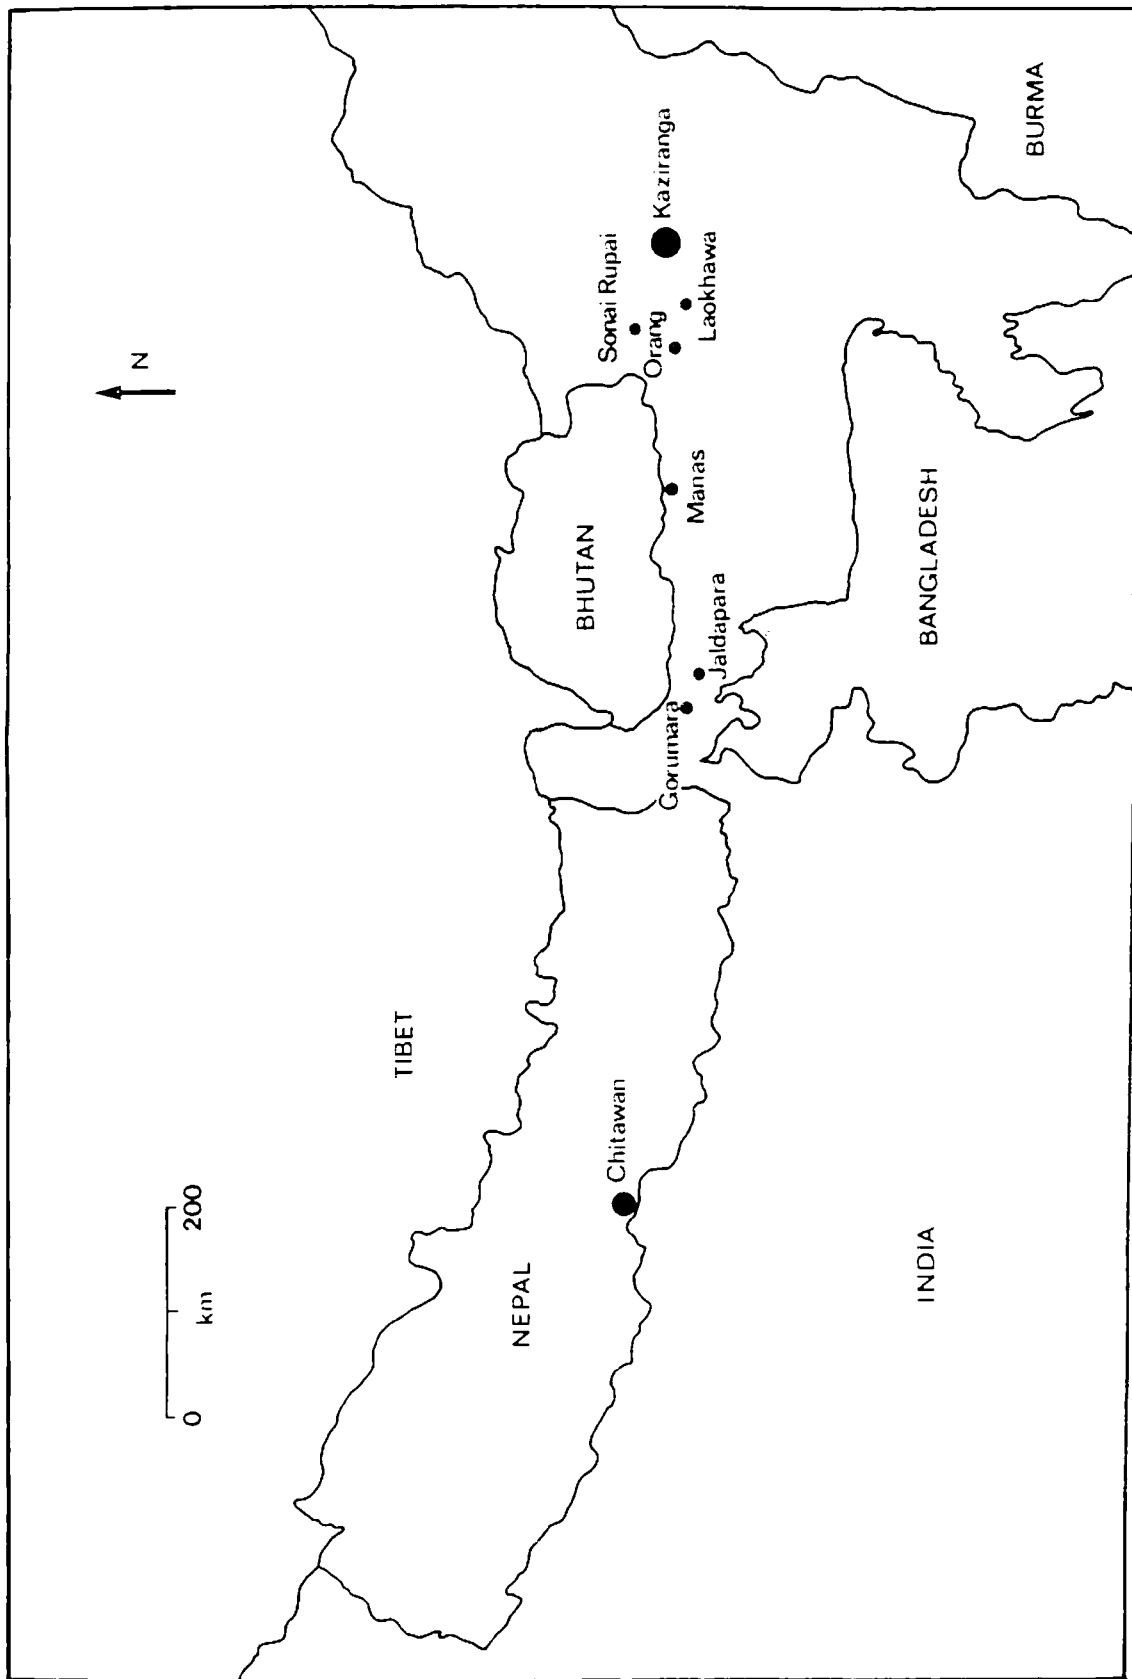 N
0
200
km
TIBET
NEPAL
BHUTAN
Chitawan
Sonai Rupai
Orang
Kaziranga
Laokhawa
Manas
Gorumara
Jaldapara
INDIA
BANGLADESH
BURMA